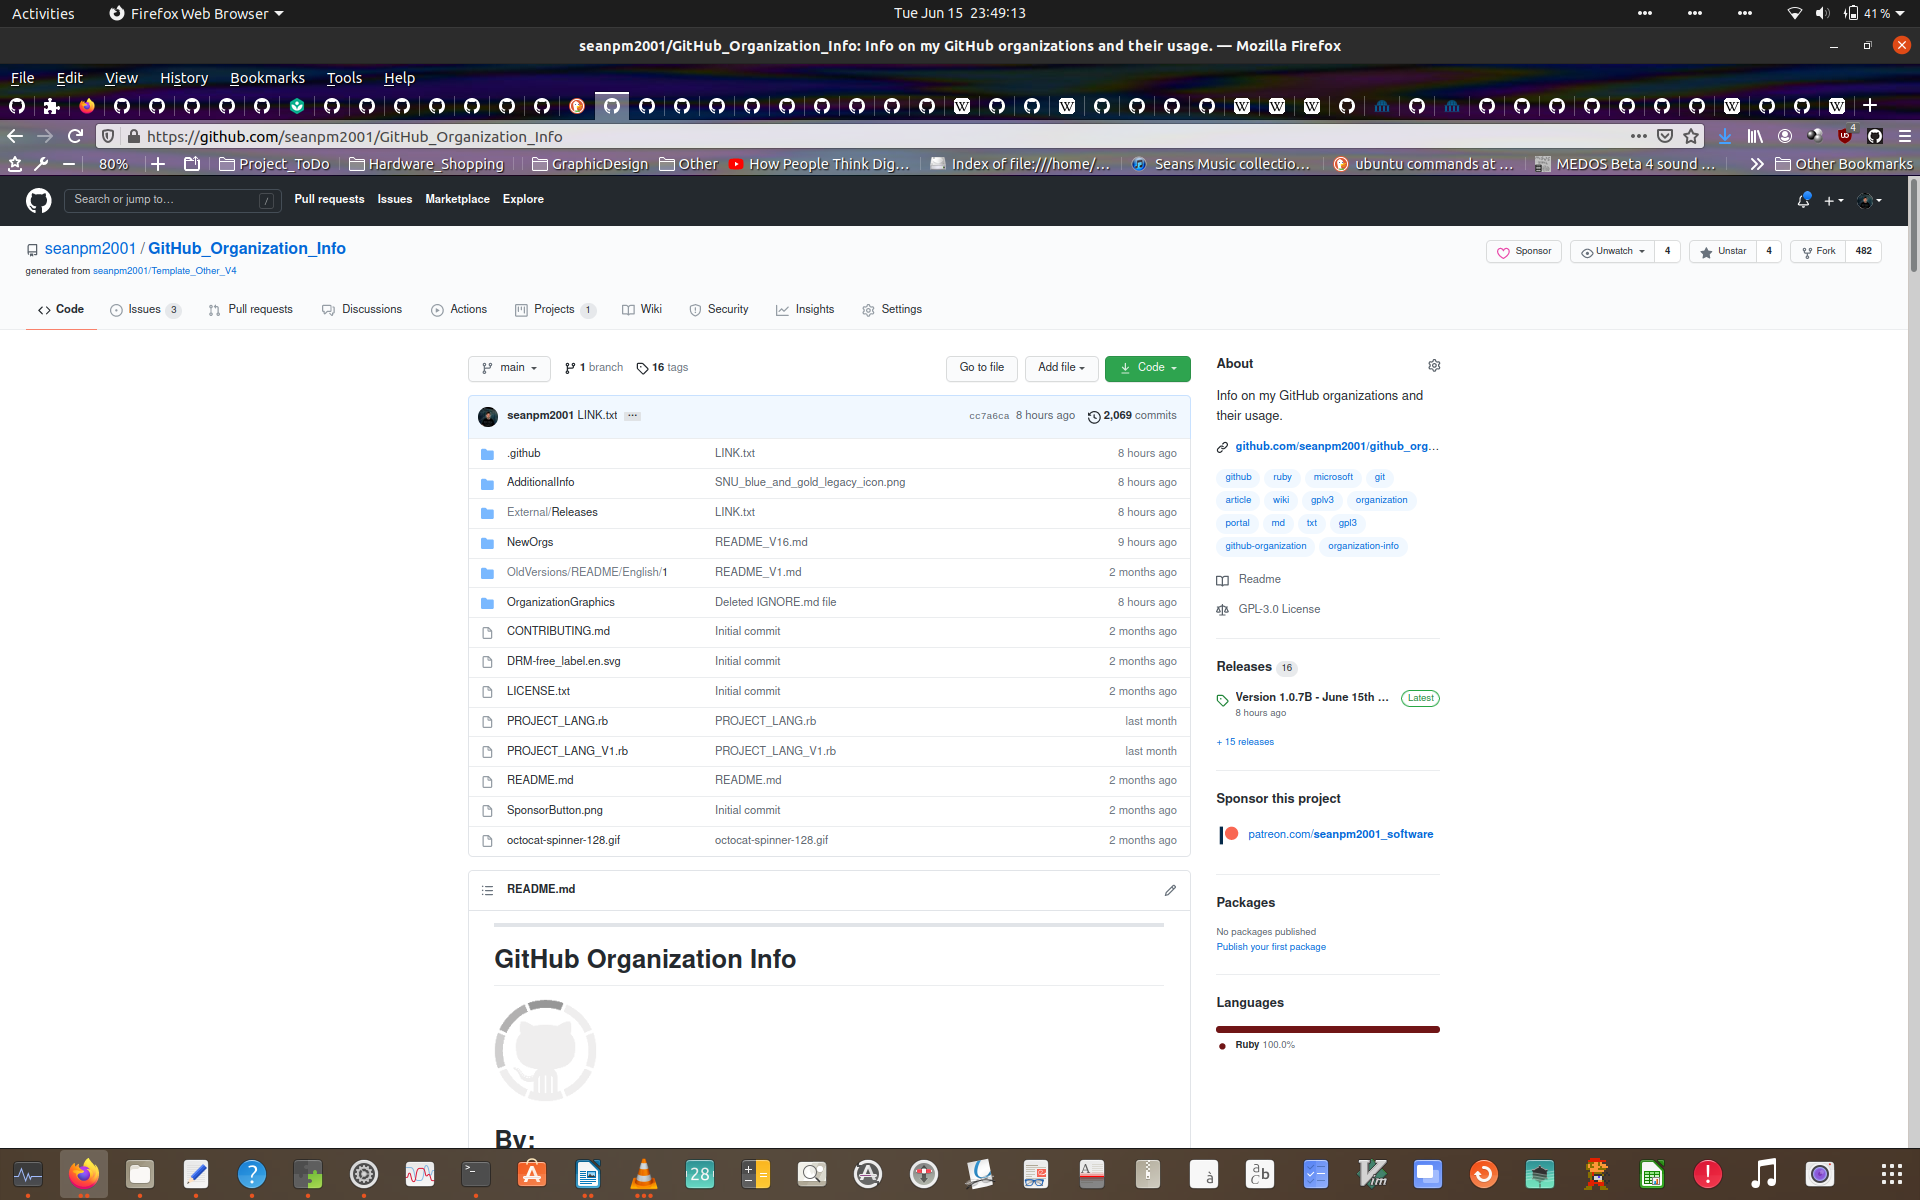 Activities Firefox Web Browser Tue Jun 15 23:49:13 41 %
seanpm2001/GitHub_Organization_Info: Info on my GitHub organizations and their usage. — Mozilla Firefox
File Edit View History Bookmarks Tools Help
https://github.com/seanpm2001/GitHub_Organization_Info 4
80% Project_ToDo Hardware_Shopping GraphicDesign Other How People Think Dig… Index of file:///home/… Seans Music collectio… ubuntu commands at … MEDOS Beta 4 sound … Other Bookmarks
Search or jump to… / Pull requests Issues Marketplace Explore
seanpm2001 / GitHub_Organization_Info Sponsor Unwatch 4 Unstar 4 Fork 482
generated from seanpm2001/Template_Other_V4
Code Issues 3 Pull requests Discussions Actions Projects 1 Wiki Security Insights Settings
main 1 branch 16 tags Go to file Add file Code
seanpm2001 LINK.txt ... cc7a6ca 8 hours ago 2,069 commits
.github LINK.txt 8 hours ago
AdditionalInfo SNU_blue_and_gold_legacy_icon.png 8 hours ago
External/Releases LINK.txt 8 hours ago
NewOrgs README_V16.md 9 hours ago
OldVersions/README/English/1 README_V1.md 2 months ago
OrganizationGraphics Deleted IGNORE.md file 8 hours ago
CONTRIBUTING.md Initial commit 2 months ago
DRM-free_label.en.svg Initial commit 2 months ago
LICENSE.txt Initial commit 2 months ago
PROJECT_LANG.rb PROJECT_LANG.rb last month
PROJECT_LANG_V1.rb PROJECT_LANG_V1.rb last month
README.md README.md 2 months ago
SponsorButton.png Initial commit 2 months ago
octocat-spinner-128.gif octocat-spinner-128.gif 2 months ago
README.md
GitHub Organization Info
By:
About
Info on my GitHub organizations and
their usage.
github.com/seanpm2001/github_org…
github ruby microsoft git
article wiki gplv3 organization
portal md txt gpl3
github-organization organization-info
Readme
GPL-3.0 License
Releases 16
Version 1.0.7B - June 15th … Latest
8 hours ago
+ 15 releases
Sponsor this project
patreon.com/seanpm2001_software
Packages
No packages published
Publish your first package
Languages
Ruby 100.0%
28